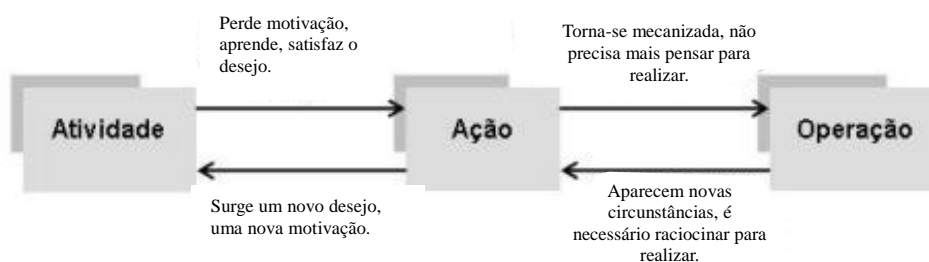 Perde motivação,
aprende, satisfaz o
desejo.
Torna-se mecanizada, não
precisa mais pensar para
realizar.
Atividade
Ação
Operação
Surge um novo desejo,
uma nova motivação.
Aparecem novas
circunstâncias, é
necessário raciocinar para
realizar.